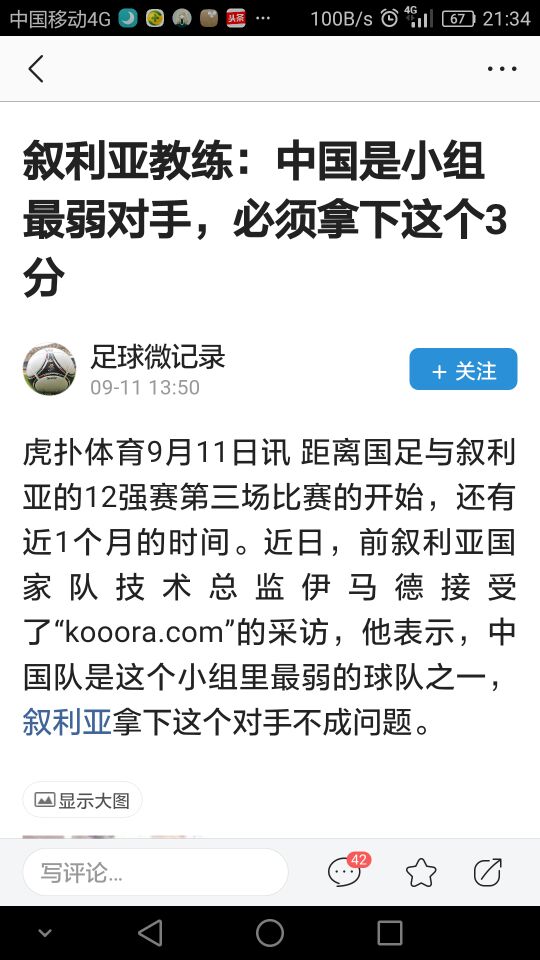 中国移动4G 头条 ... 100B/s 4G 67 21:34
叙利亚教练：中国是小组
最弱对手，必须拿下这个3
分
足球微记录
09-11 13:50
+ 关注
虎扑体育9月11日讯 距离国足与叙利
亚的12强赛第三场比赛的开始，还有
近1个月的时间。近日，前叙利亚国
家队技术总监伊马德接受
了“kooora.com”的采访，他表示，中
国队是这个小组里最弱的球队之一，
叙利亚拿下这个对手不成问题。
显示大图
写评论...
42